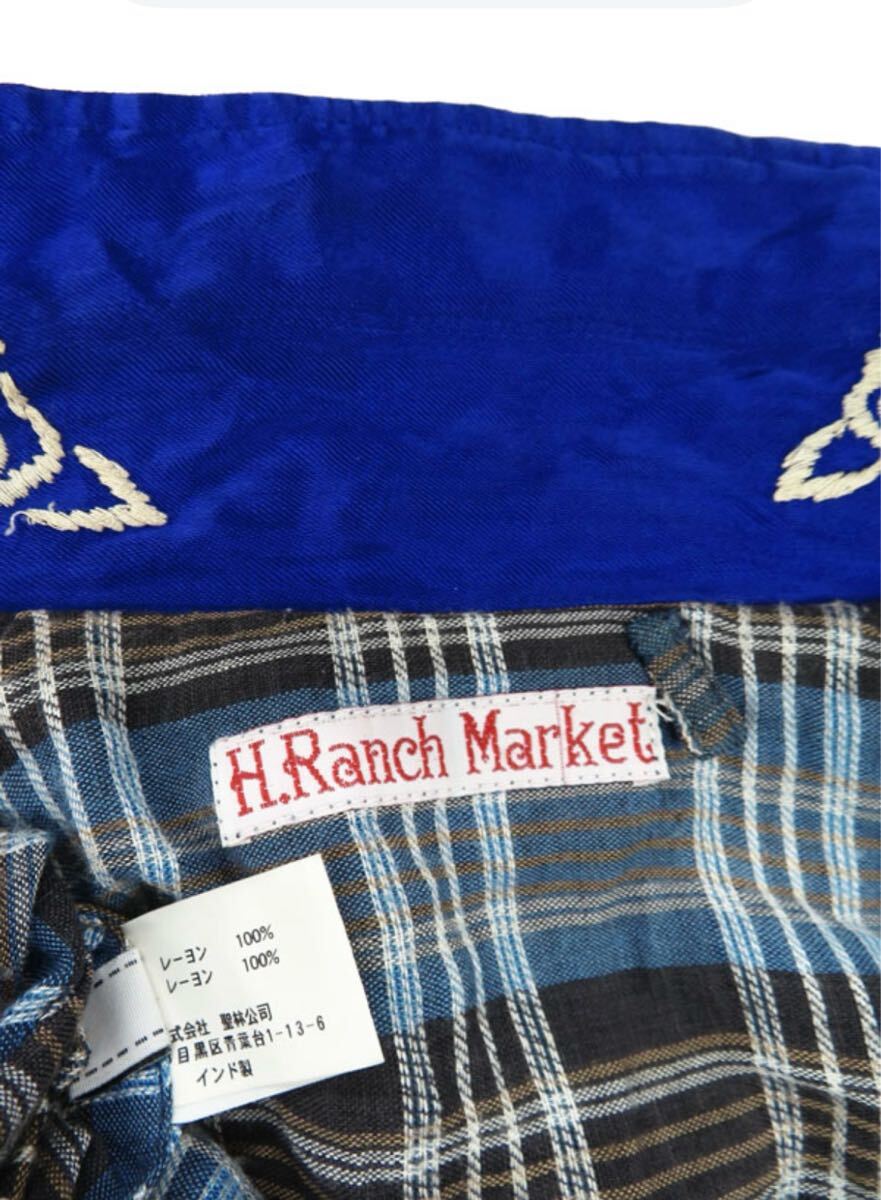 H.Ranch Market
レーヨン 100%
レーヨン 100%
式会社 聖林公司
目黒区青葉台1-13-6
インド製